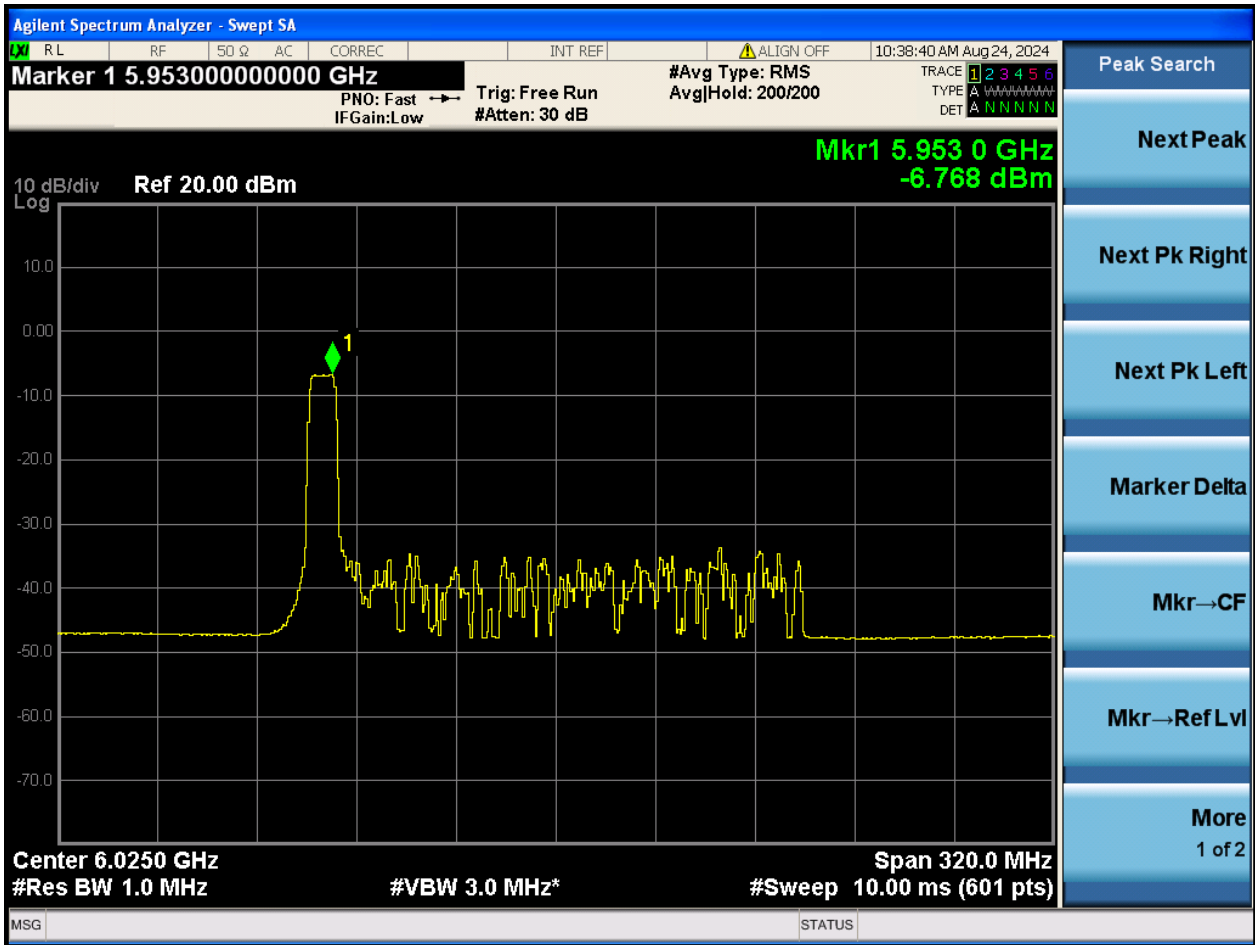 Agilent Spectrum Analyzer - Swept SA
LXI RL RF 50 Ω AC CORREC INT REF ALIGN OFF 10:38:40 AM Aug 24, 2024
Marker 1 5.953000000000 GHz
PNO: Fast
IFGain:Low
Trig: Free Run
#Atten: 30 dB
#Avg Type: RMS
Avg|Hold: 200/200
TRACE 1 2 3 4 5 6
TYPE A WWWWW
DET A N N N N N
Mkr1 5.953 0 GHz
-6.768 dBm
10 dB/div Ref 20.00 dBm
Log
10.0
0.00
-10.0
-20.0
-30.0
-40.0
-50.0
-60.0
-70.0
1
Center 6.0250 GHz
Span 320.0 MHz
#Res BW 1.0 MHz
#VBW 3.0 MHz*
#Sweep 10.00 ms (601 pts)
MSG
STATUS
Peak Search
Next Peak
Next Pk Right
Next Pk Left
Marker Delta
Mkr→CF
Mkr→Ref Lvl
More
1 of 2